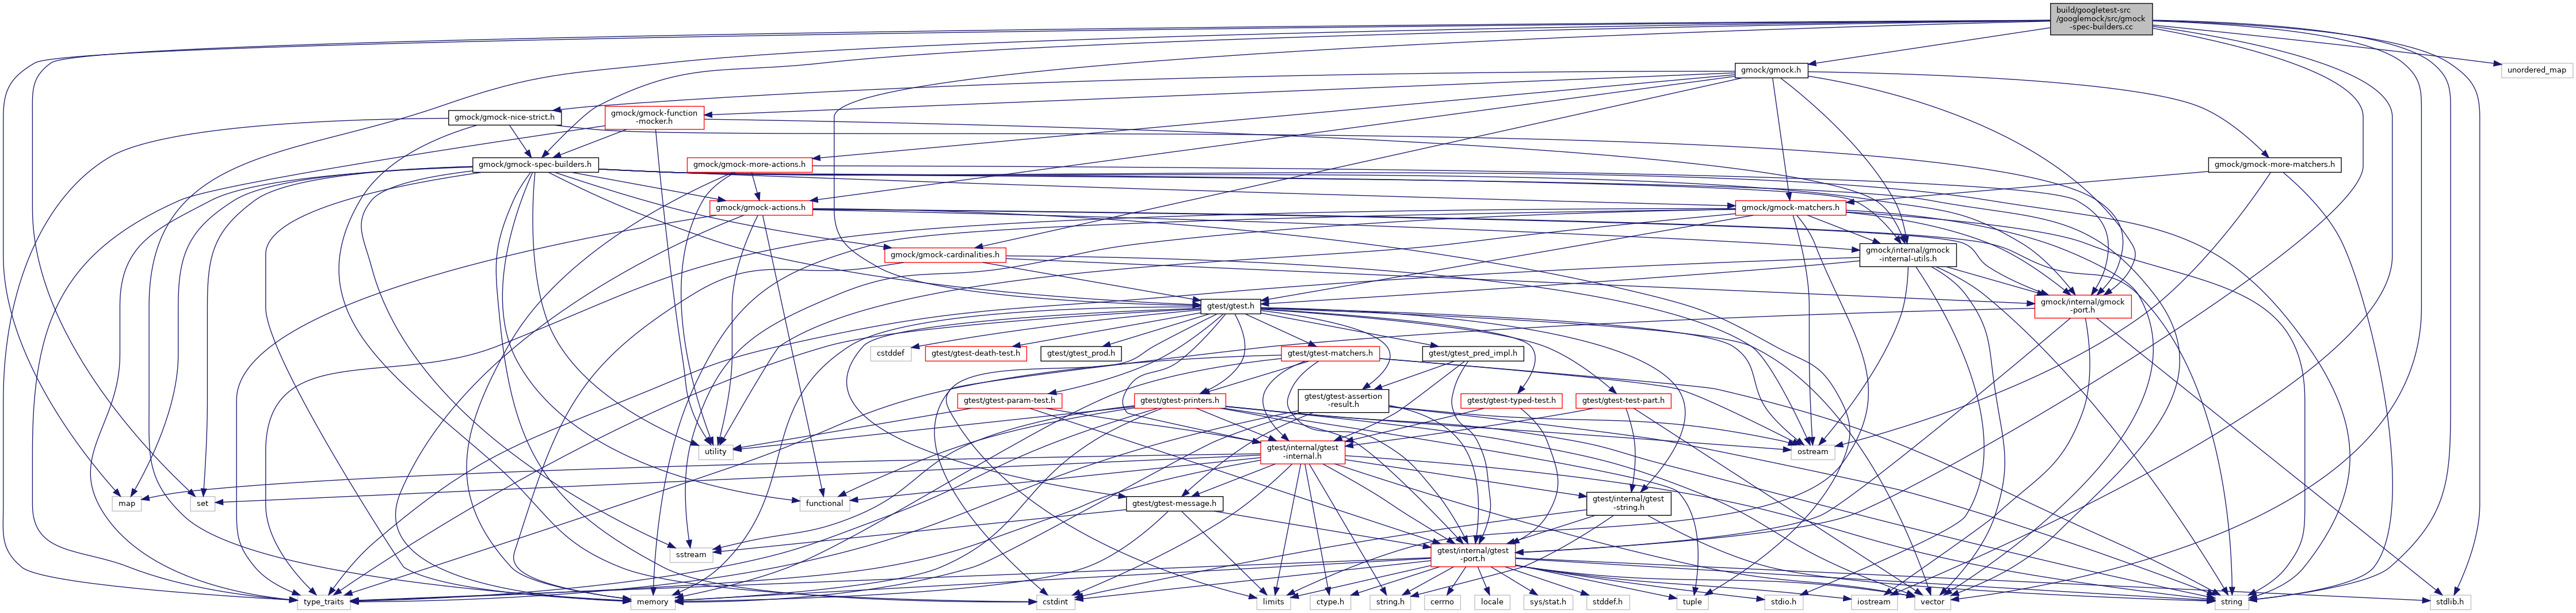 build/googletest-src
/googlemock/src/gmock
-spec-builders.cc
gmock/gmock.h
unordered_map
gmock/gmock-nice-strict.h
gmock/gmock-function
-mocker.h
gmock/gmock-spec-builders.h
gmock/gmock-more-actions.h
gmock/gmock-more-matchers.h
gmock/gmock-actions.h
gmock/gmock-matchers.h
gmock/gmock-cardinalities.h
gmock/internal/gmock
-internal-utils.h
gtest/gtest.h
gmock/internal/gmock
-port.h
cstddef
gtest/gtest-death-test.h
gtest/gtest_prod.h
gtest/gtest-matchers.h
gtest/gtest_pred_impl.h
gtest/gtest-param-test.h
gtest/gtest-printers.h
gtest/gtest-assertion
-result.h
gtest/gtest-typed-test.h
gtest/gtest-test-part.h
utility
gtest/internal/gtest
-internal.h
ostream
map
set
functional
gtest/gtest-message.h
gtest/internal/gtest
-string.h
sstream
gtest/internal/gtest
-port.h
type_traits
memory
cstdint
limits
ctype.h
string.h
cerrno
locale
sys/stat.h
stddef.h
tuple
stdio.h
iostream
vector
string
stdlib.h